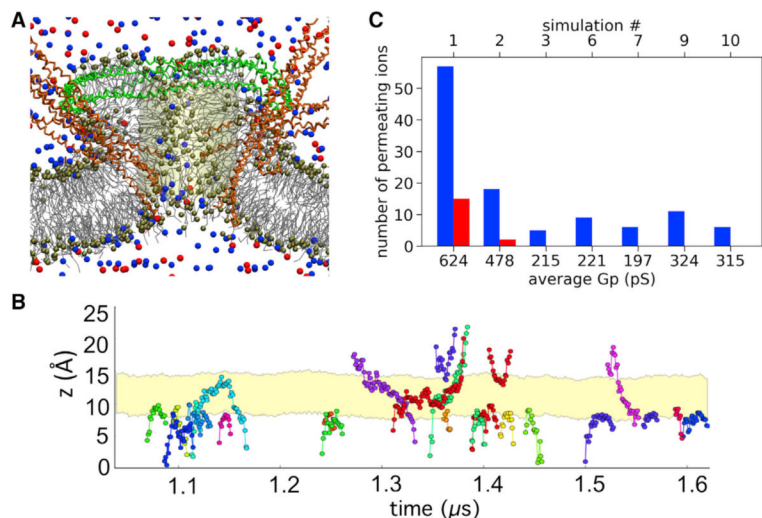 A
C
simulation #
1 2 3 6 7 9 10
number of permeating ions
50
40
30
20
10
0
624 478 215 221 197 324 315
average Gp (pS)
B
z (Å)
25
20
15
10
5
0
1.1 1.2 1.3 1.4 1.5 1.6
time (μs)